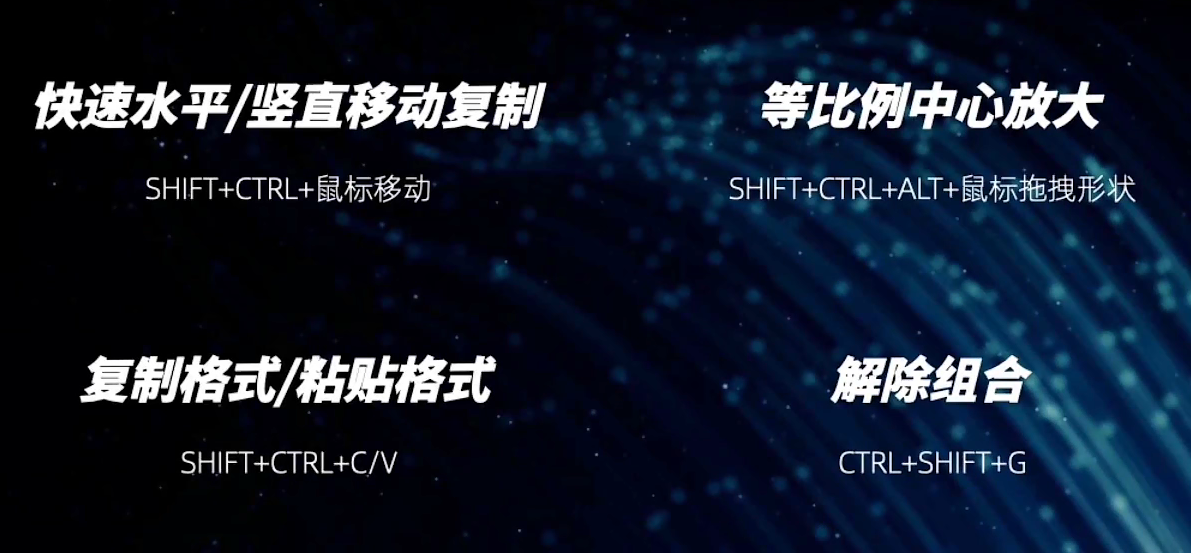 快速水平/竖直移动复制
SHIFT+CTRL+鼠标移动
等比例中心放大
SHIFT+CTRL+ALT+鼠标拖拽形状
复制格式/粘贴格式
SHIFT+CTRL+C/V
解除组合
CTRL+SHIFT+G